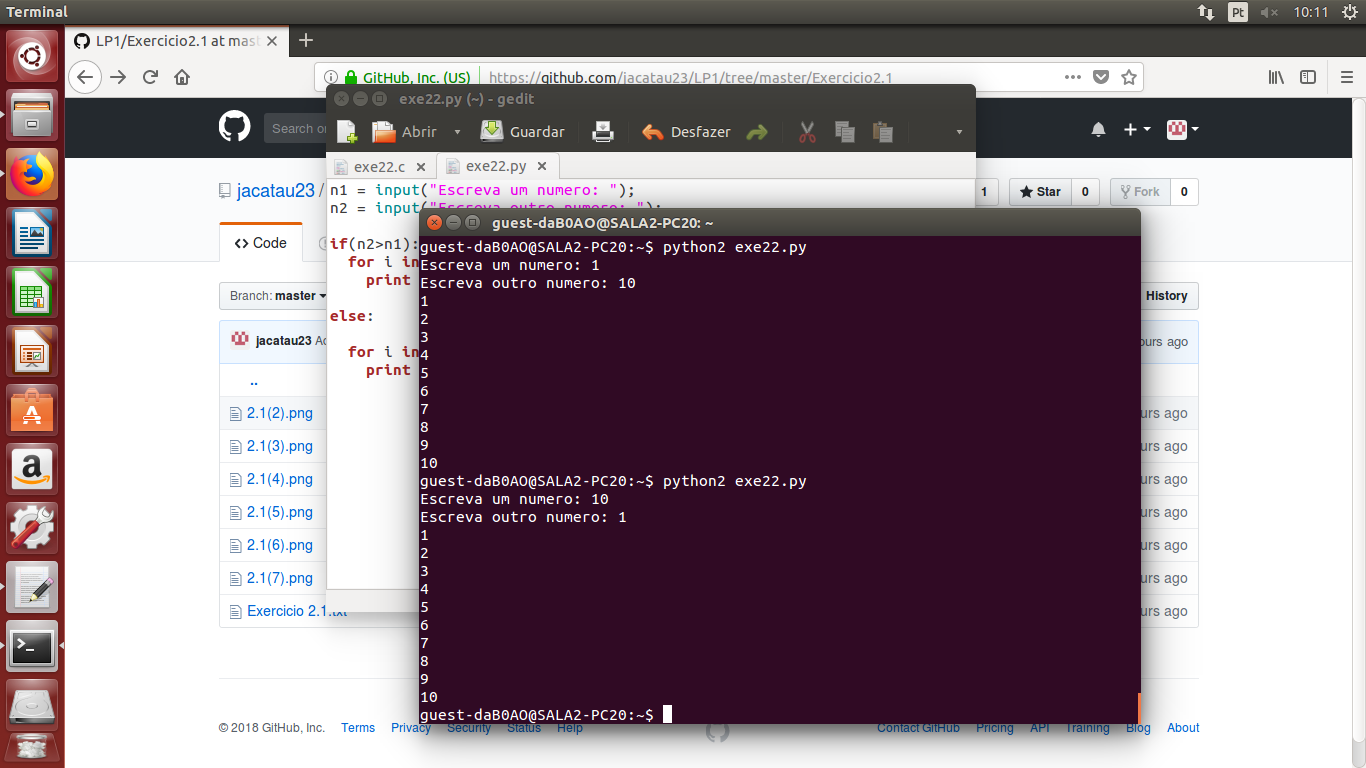 Terminal
Pt
10:11
LP1/Exercicio2.1 at mast
GitHub, Inc. (US)
https://github.com/jacatau23/LP1/tree/master/Exercicio2.1
exe22.py (~) - gedit
Search or
Abrir
Guardar
Desfazer
exe22.c
exe22.py
jacatau23 /
1
Star
0
Fork
0
n1 = input("Escreva um numero: ");
n2 = input("Escreva outro numero: ");
if(n2>n1):
for i in
print
else:
for i in
print
Code
Branch: master
History
jacatau23
ours ago
..
2.1(2).png
urs ago
2.1(3).png
urs ago
2.1(4).png
urs ago
2.1(5).png
urs ago
2.1(6).png
urs ago
2.1(7).png
urs ago
Exercicio 2.1.txt
urs ago
guest-daB0AO@SALA2-PC20: ~
guest-daB0AO@SALA2-PC20:~$ python2 exe22.py
Escreva um numero: 1
Escreva outro numero: 10
1
2
3
4
5
6
7
8
9
10
guest-daB0AO@SALA2-PC20:~$ python2 exe22.py
Escreva um numero: 10
Escreva outro numero: 1
1
2
3
4
5
6
7
8
9
10
guest-daB0AO@SALA2-PC20:~$
© 2018 GitHub, Inc.
Terms
Privacy
Security
Status
Help
Contact GitHub
Pricing
API
Training
Blog
About